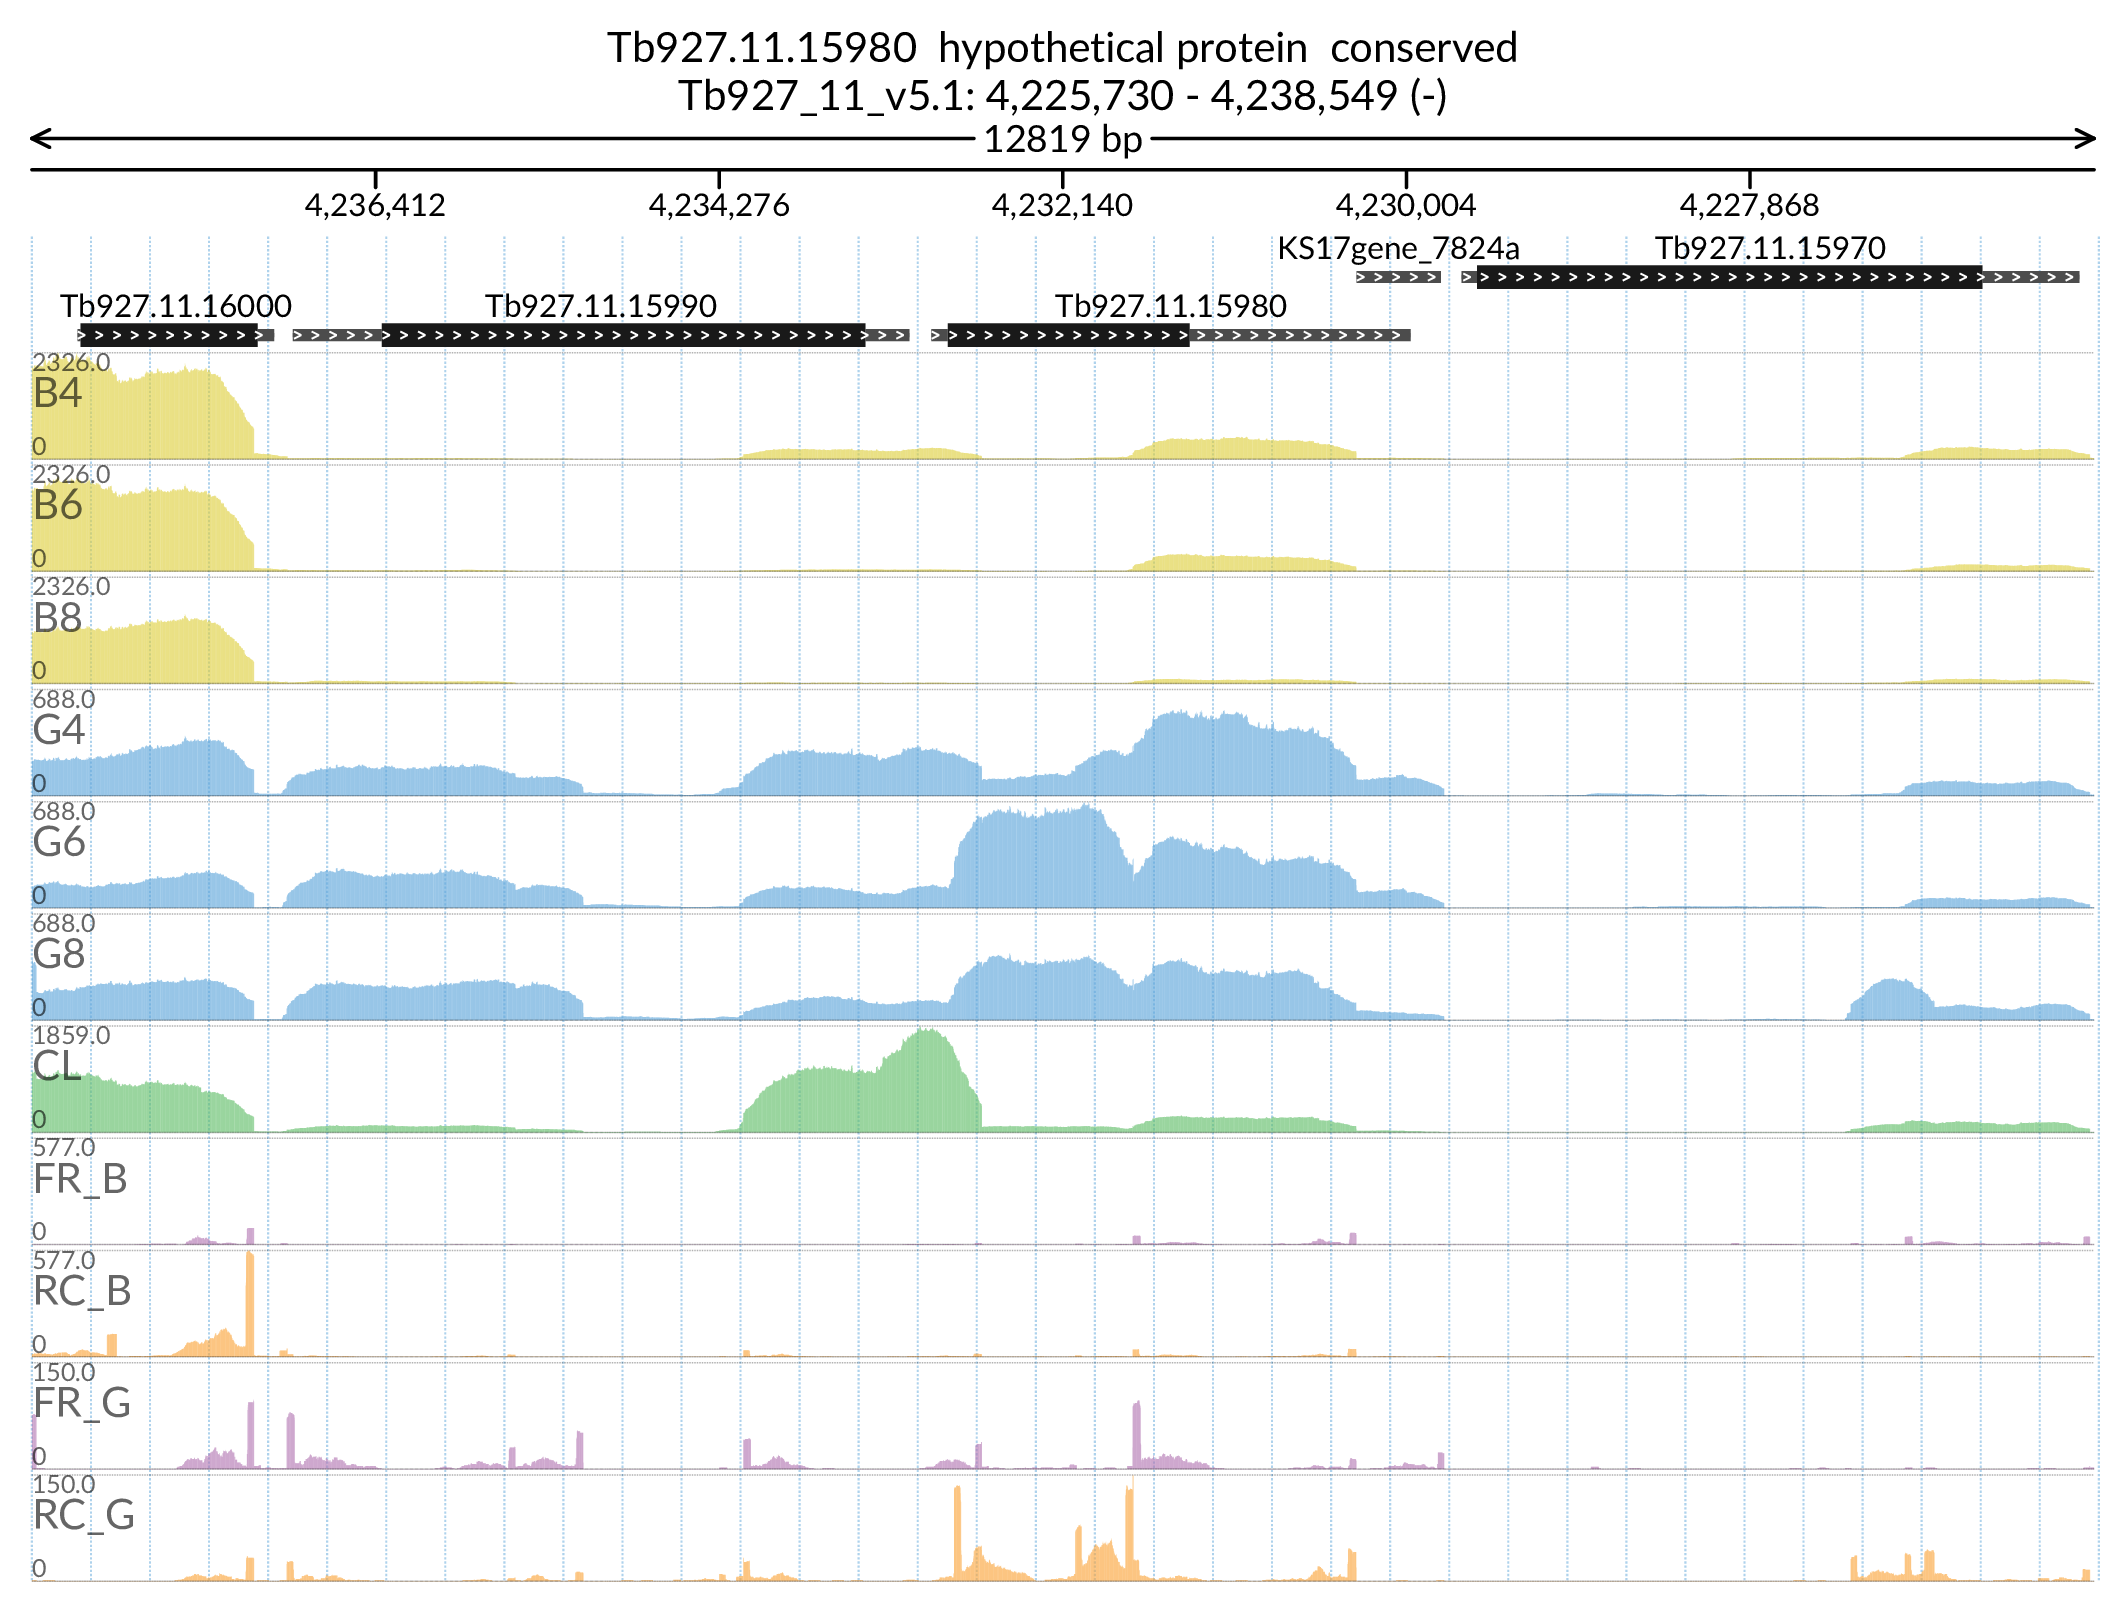 Tb927.11.15980 hypothetical protein conserved
Tb927_11_v5.1: 4,225,730 - 4,238,549 (-)
12819 bp
4,236,412 4,234,276 4,232,140 4,230,004 4,227,868
KS17gene_7824a Tb927.11.15970
Tb927.11.16000 Tb927.11.15990 Tb927.11.15980
2326.0
B4
0
2326.0
B6
0
2326.0
B8
0
688.0
G4
0
688.0
G6
0
688.0
G8
0
1859.0
CL
0
577.0
FR_B
0
577.0
RC_B
0
150.0
FR_G
0
150.0
RC_G
0